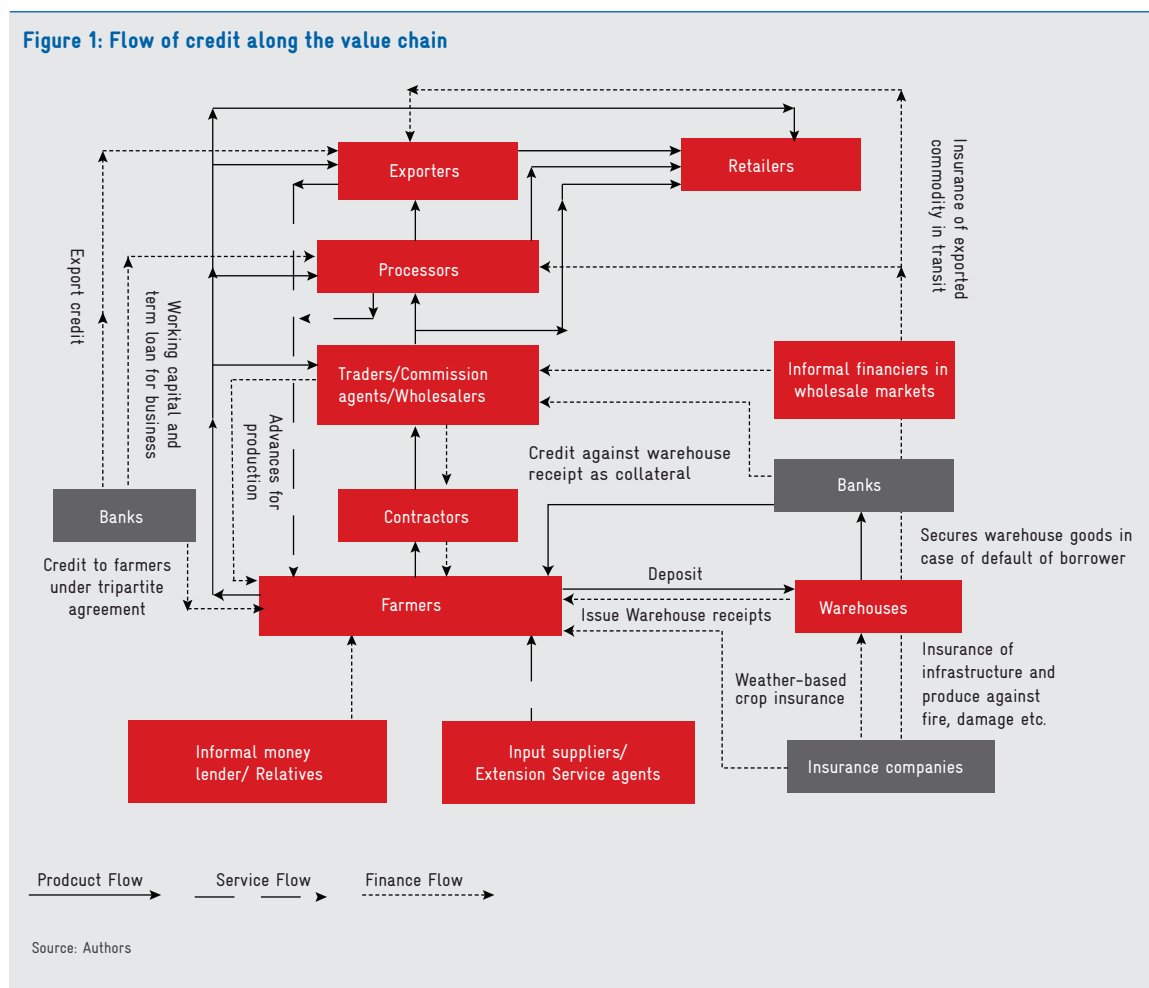 Figure 1: Flow of credit along the value chain
Exporters
Retailers
Insurance of exported
commodity in transit
Export credit
Working capital and
term loan for business
Processors
Traders/Commission
agents/Wholesalers
Informal financiers in
wholesale markets
Advances for
production
Credit against warehouse
receipt as collateral
Banks
Banks
Contractors
Secures warehouse goods in
case of default of borrower
Credit to farmers
under tripartite
agreement
Farmers
Deposit
Issue Warehouse receipts
Warehouses
Weather-based
crop insurance
Insurance of
infrastructure and
produce against
fire, damage etc.
Informal money
lender/ Relatives
Input suppliers/
Extension Service agents
Insurance companies
Prodcuct Flow
Service Flow
Finance Flow
Source: Authors